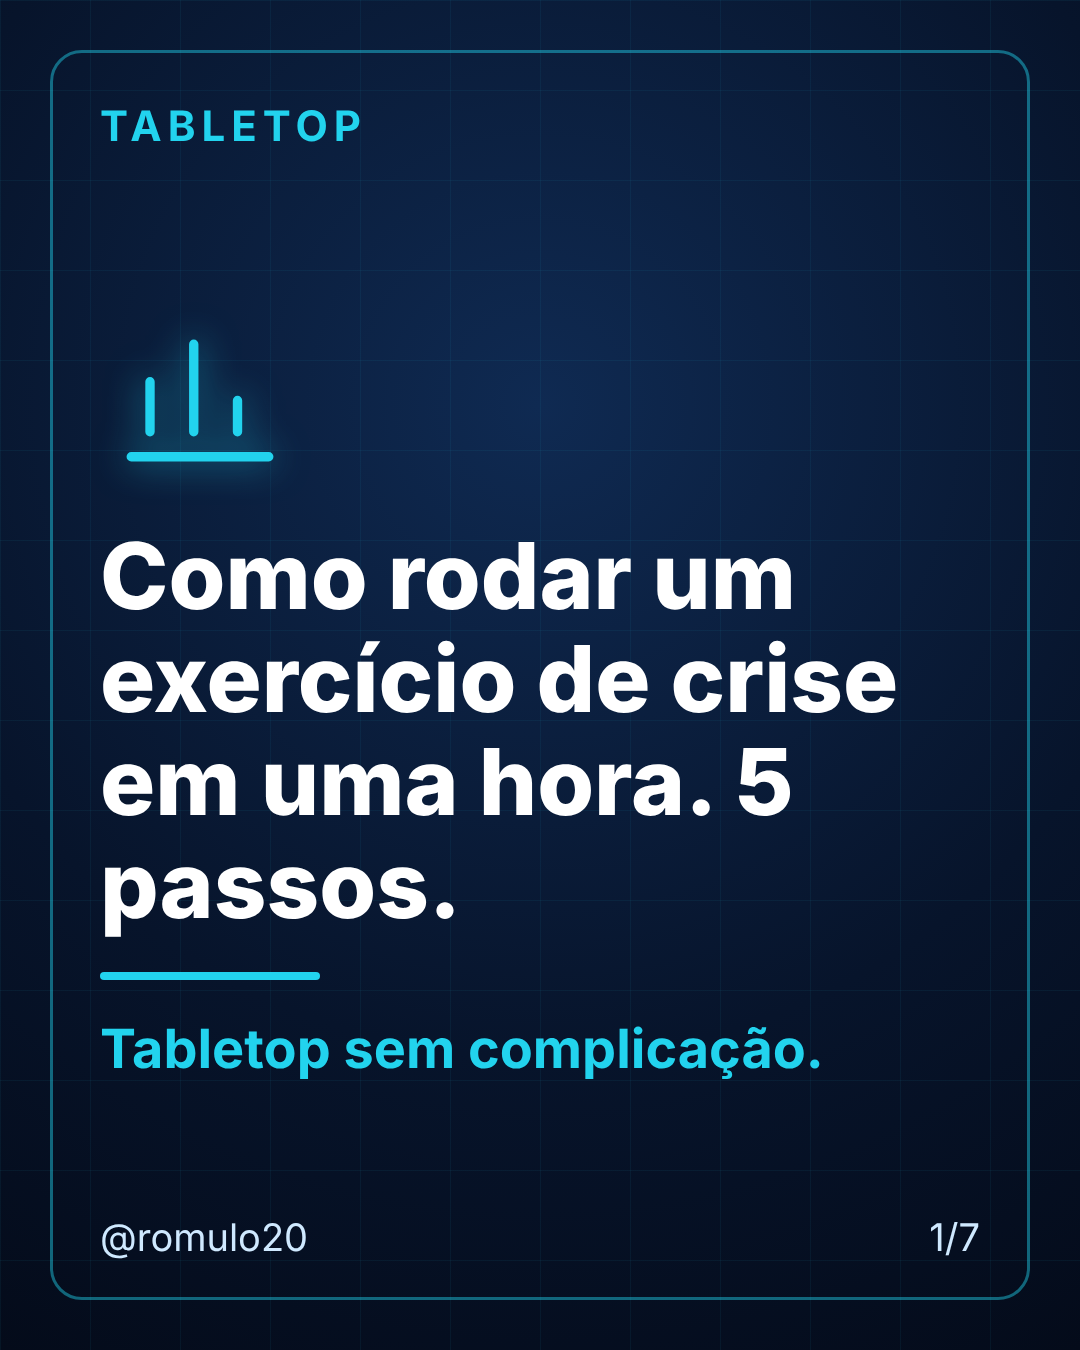 TABLETOP
Como rodar um
exercício de crise
em uma hora. 5
passos.
Tabletop sem complicação.
@romulo20
1/7